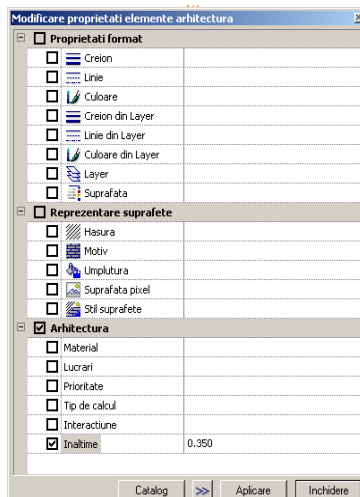 Modificare proprietati elemente arhitectura
Proprietati format
Creion
Linie
Culoare
Creion din Layer
Linie din Layer
Culoare din Layer
Layer
Suprafata
Reprezentare suprafete
Hasura
Motiv
Umplutura
Suprafata pixel
Stil suprafete
Arhitectura
Material
Lucrari
Prioritate
Tip de calcul
Interactiune
Inaltime 0.350
Catalog >> Aplicare Inchidere